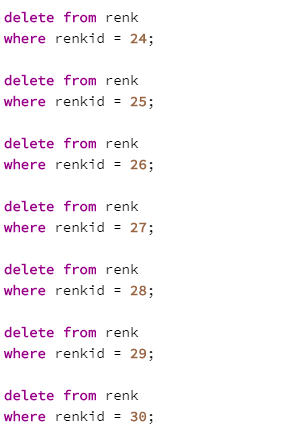 delete from renk
where renkid = 24;
delete from renk
where renkid = 25;
delete from renk
where renkid = 26;
delete from renk
where renkid = 27;
delete from renk
where renkid = 28;
delete from renk
where renkid = 29;
delete from renk
where renkid = 30;